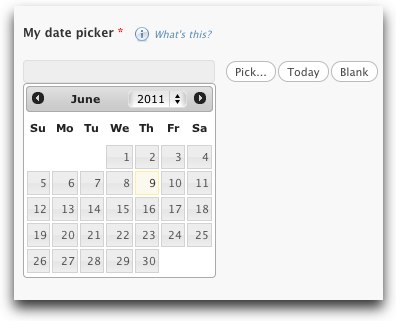 My date picker * What's this?
Pick... Today Blank
June 2011
Su Mo Tu We Th Fr Sa
1 2 3 4
5 6 7 8 9 10 11
12 13 14 15 16 17 18
19 20 21 22 23 24 25
26 27 28 29 30